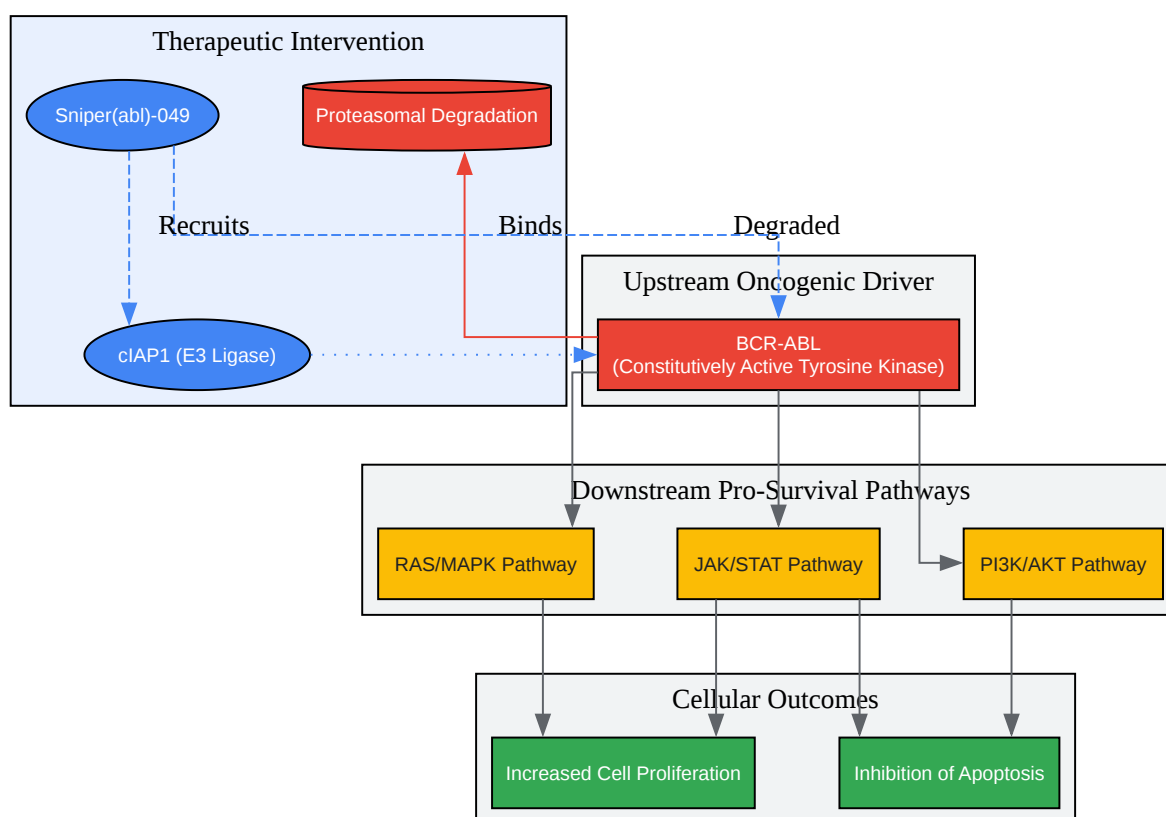 Therapeutic Intervention
Sniper(abl)-049
Proteasomal Degradation
Recruits
Binds
Degraded
Upstream Oncogenic Driver
cIAP1 (E3 Ligase)
BCR-ABL
(Constitutively Active Tyrosine Kinase)
Downstream Pro-Survival Pathways
RAS/MAPK Pathway
JAK/STAT Pathway
PI3K/AKT Pathway
Cellular Outcomes
Increased Cell Proliferation
Inhibition of Apoptosis